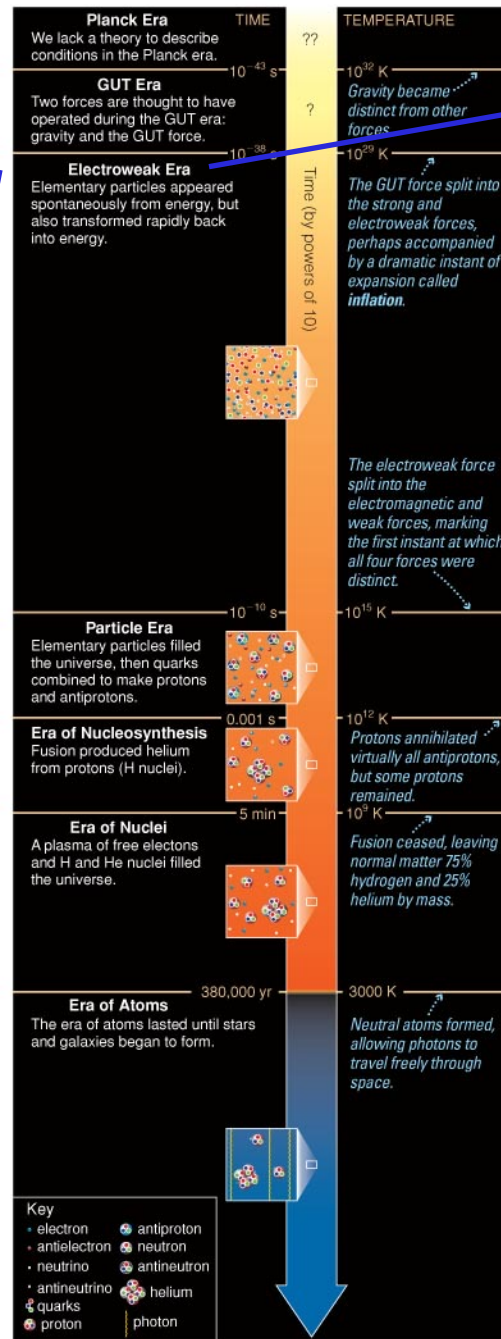 Planck Era
We lack a theory to describe
conditions in the Planck era.
TIME
??
TEMPERATURE
10⁻⁴³ s
10³² K
GUT Era
Two forces are thought to have
operated during the GUT era:
gravity and the GUT force.
?
Gravity became
distinct from other
forces.
10⁻³⁸ s
10²⁹ K
Electroweak Era
Elementary particles appeared
spontaneously from energy, but
also transformed rapidly back
into energy.
Time (by powers of 10)
The GUT force split into
the strong and
electroweak forces,
perhaps accompanied
by a dramatic instant of
expansion called
inflation.
The electroweak force
split into the
electromagnetic and
weak forces, marking
the first instant at which
all four forces were
distinct.
10⁻¹⁰ s
10¹⁵ K
Particle Era
Elementary particles filled
the universe, then quarks
combined to make protons
and antiprotons.
0.001 s
10¹² K
Era of Nucleosynthesis
Fusion produced helium
from protons (H nuclei).
Protons annihilated
virtually all antiprotons,
but some protons
remained.
5 min
10⁹ K
Era of Nuclei
A plasma of free electons
and H and He nuclei filled
the universe.
Fusion ceased, leaving
normal matter 75%
hydrogen and 25%
helium by mass.
380,000 yr
3000 K
Era of Atoms
The era of atoms lasted until stars
and galaxies began to form.
Neutral atoms formed,
allowing photons to
travel freely through
space.
Key
electron
antielectron
neutrino
antineutrino
quarks
proton
antiproton
neutron
antineutron
helium
photon